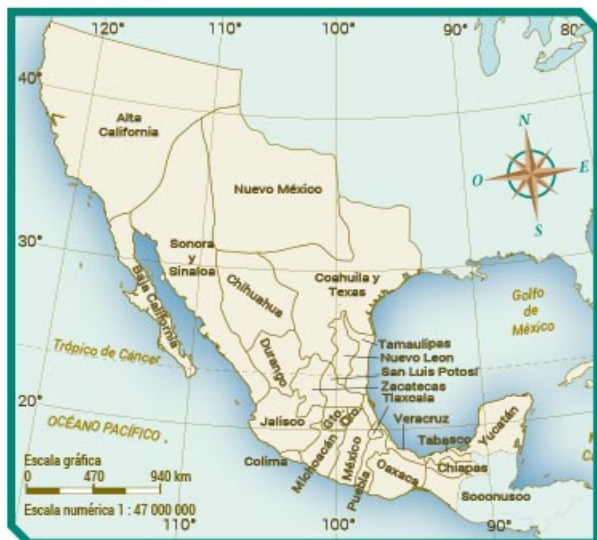 120°
110°
100°
90°
800°
40°
Alta
California
N
O
E
S
Nuevo México
30°
Sonora
y
Sinaloa
Baja California
Chihuahua
Coahuila y
Texas
Golfo
de
México
Trópico de Cáncer
Durango
Tamaulipas
Nuevo Leon
San Luis Potosí
Zacatecas
Tlaxcala
20°
Jalisco
Gto.
Qro.
Veracruz
Yucatán
OCÉANO PACÍFICO
Tabasco
Colima
Michoacán
México
Puebla
Oaxaca
Chiapas
Soconusco
Escala gráfica
0 470 940 km
Escala numérica 1 : 47 000 000
110°
100°
90°